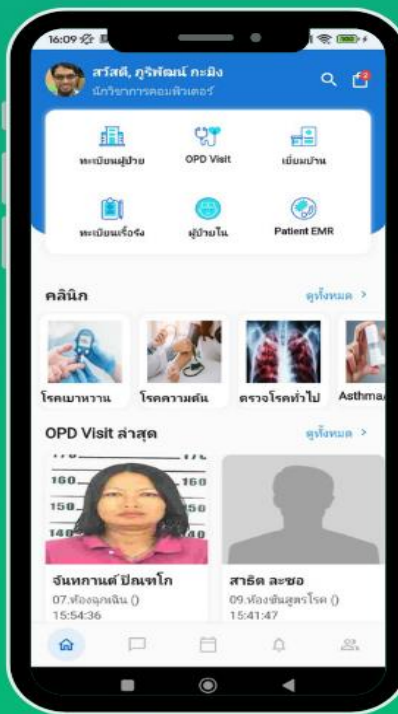 16:09
สวัสดี, ภูริพัฒน์ กะมิง
นักวิชาการคอมพิวเตอร์
ทะเบียนผู้ป่วย
OPD Visit
เยี่ยมบ้าน
ทะเบียนเรื้อรัง
ผู้ป่วยใน
Patient EMR
คลินิก
ดูทั้งหมด >
โรคเบาหวาน
โรคความดัน
ตรวจโรคทั่วไป
Asthma
OPD Visit ล่าสุด
ดูทั้งหมด >
160 160
150 150
140 140
จันทกานต์ ปัณฑโก
07.ห้องฉุกเฉิน ()
15:54:36
สาธิต ละซอ
09.ห้องชันสูตรโรค ()
15:41:47